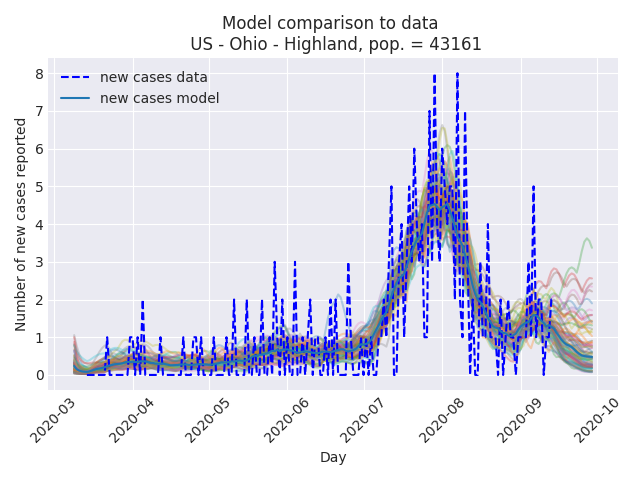 Model comparison to data
US - Ohio - Highland, pop. = 43161
new cases data
new cases model
Number of new cases reported
8
7
6
5
4
3
2
1
0
2020-03
2020-04
2020-05
2020-06
2020-07
2020-08
2020-09
2020-10
Day